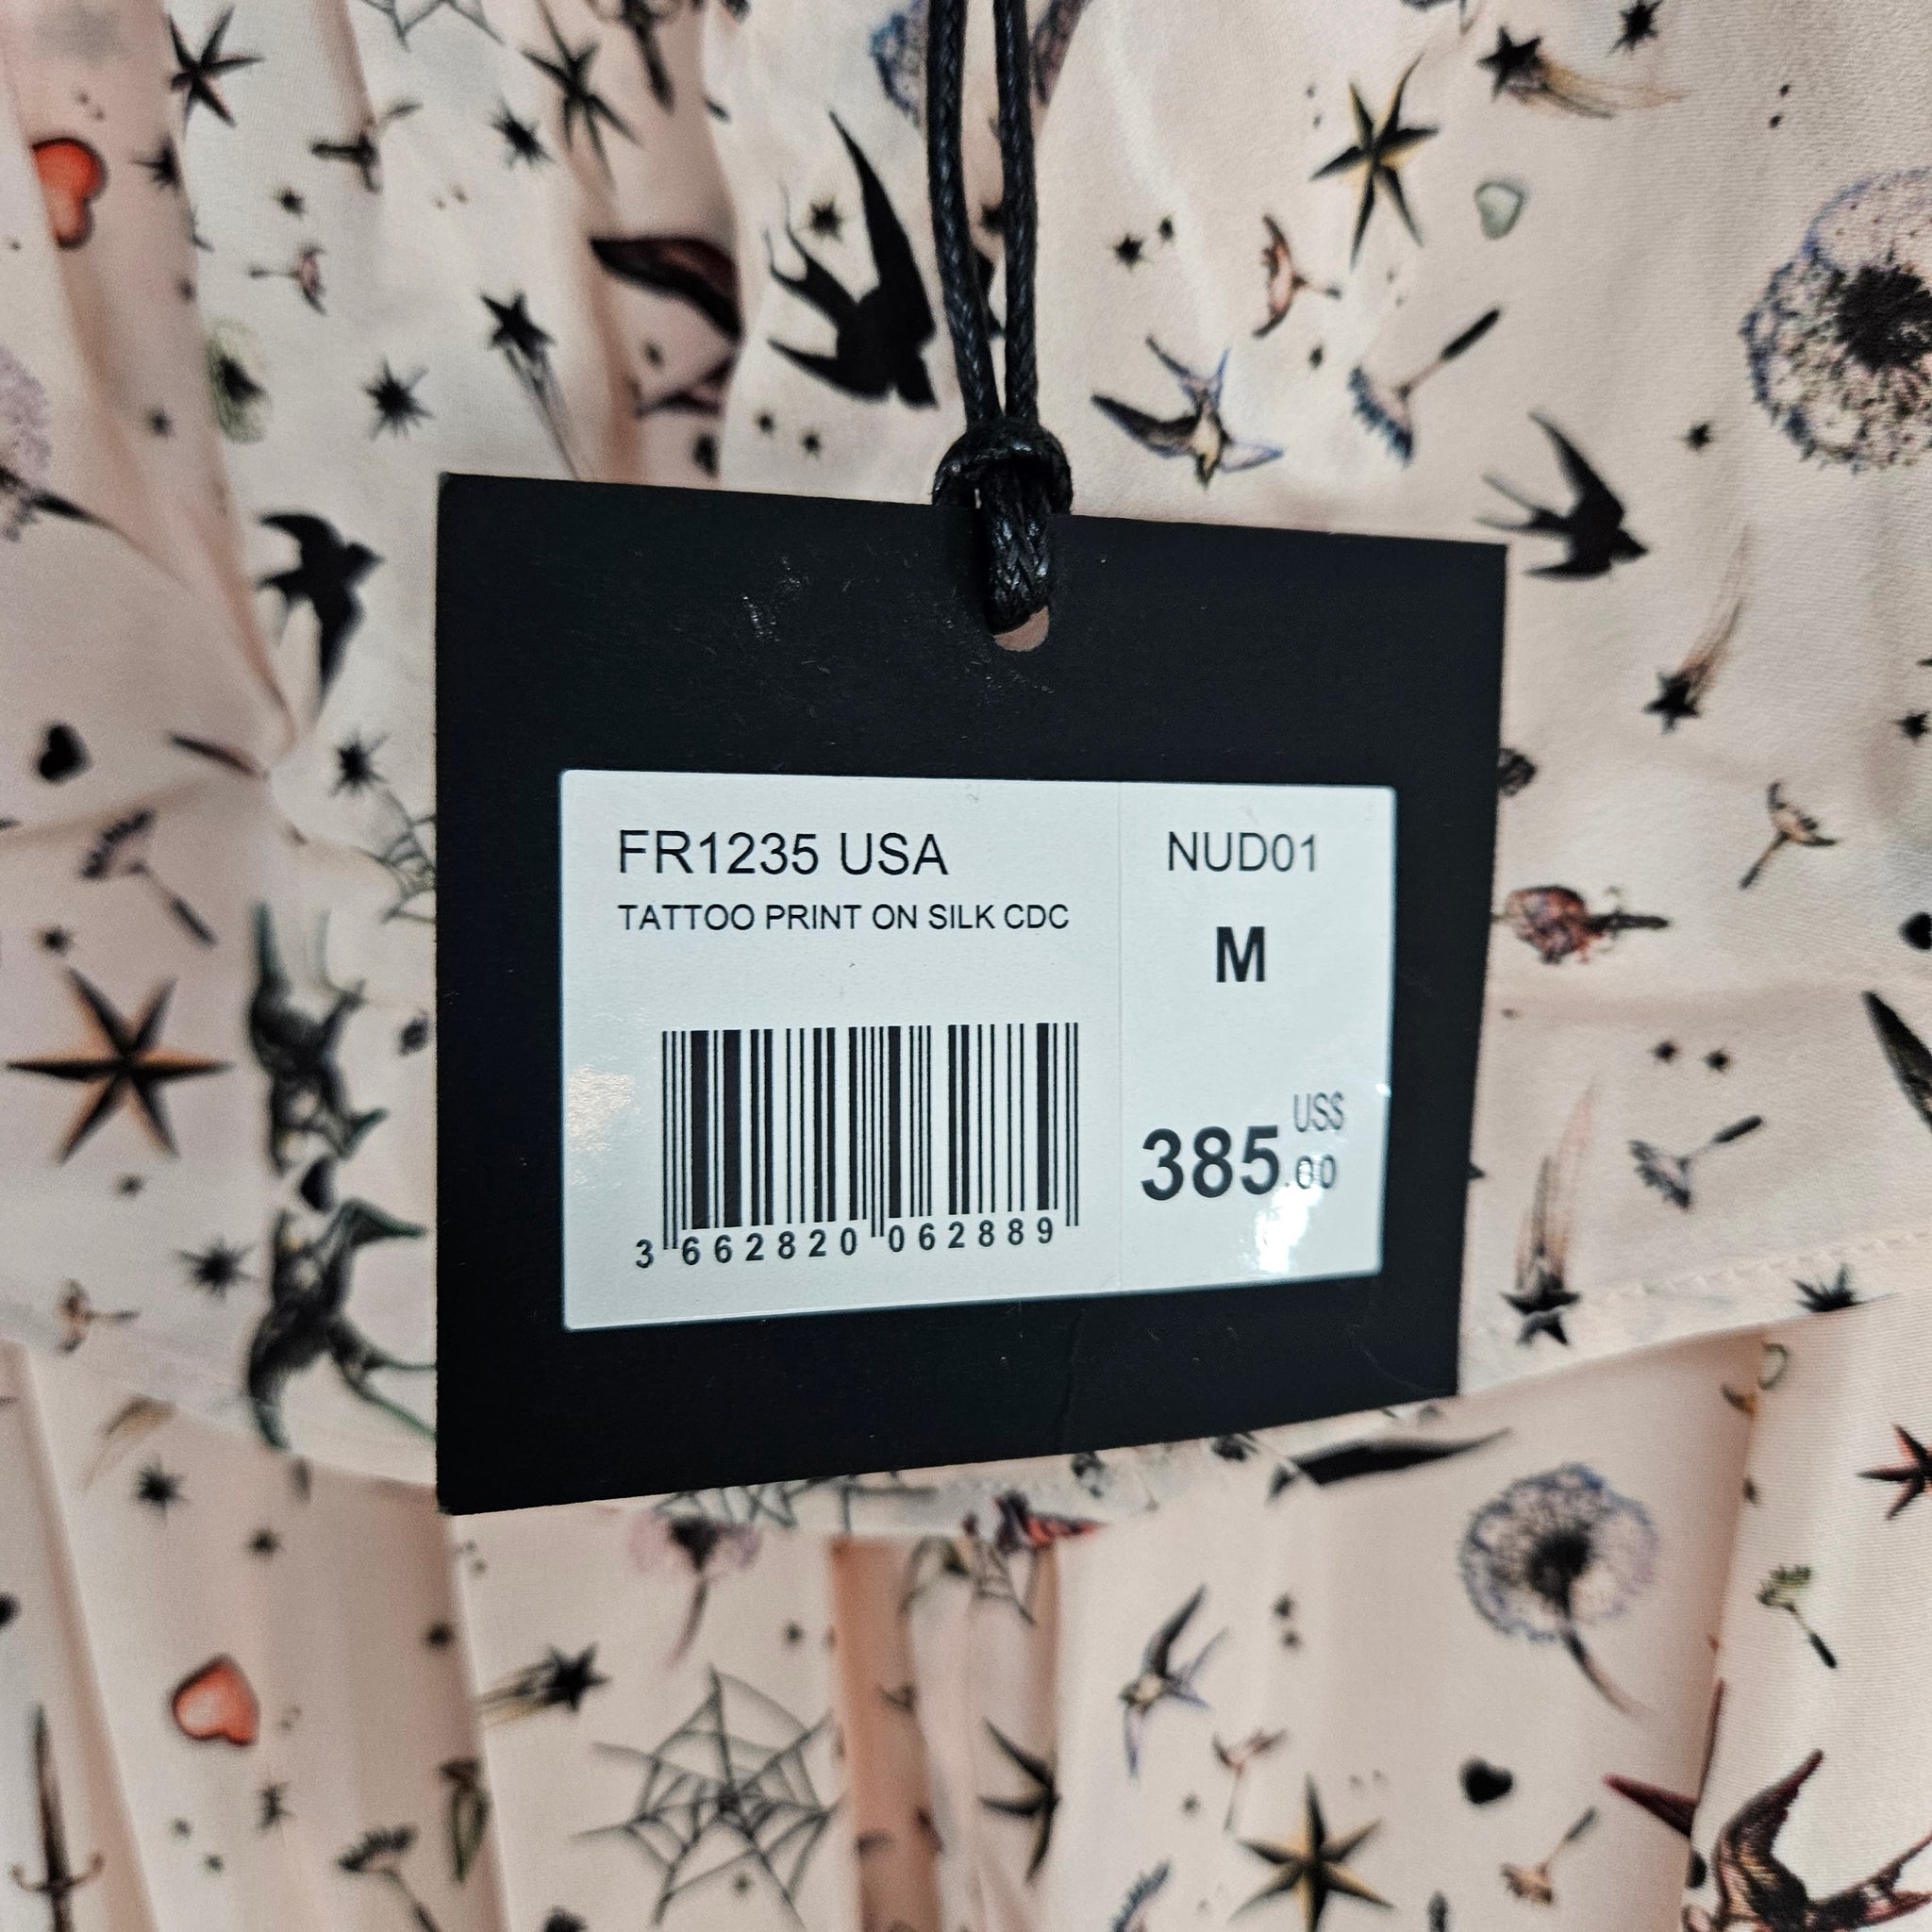 FR1235 USA
TATTOO PRINT ON SILK CDC
3 662820 062889
NUD01
M
US$
385.00